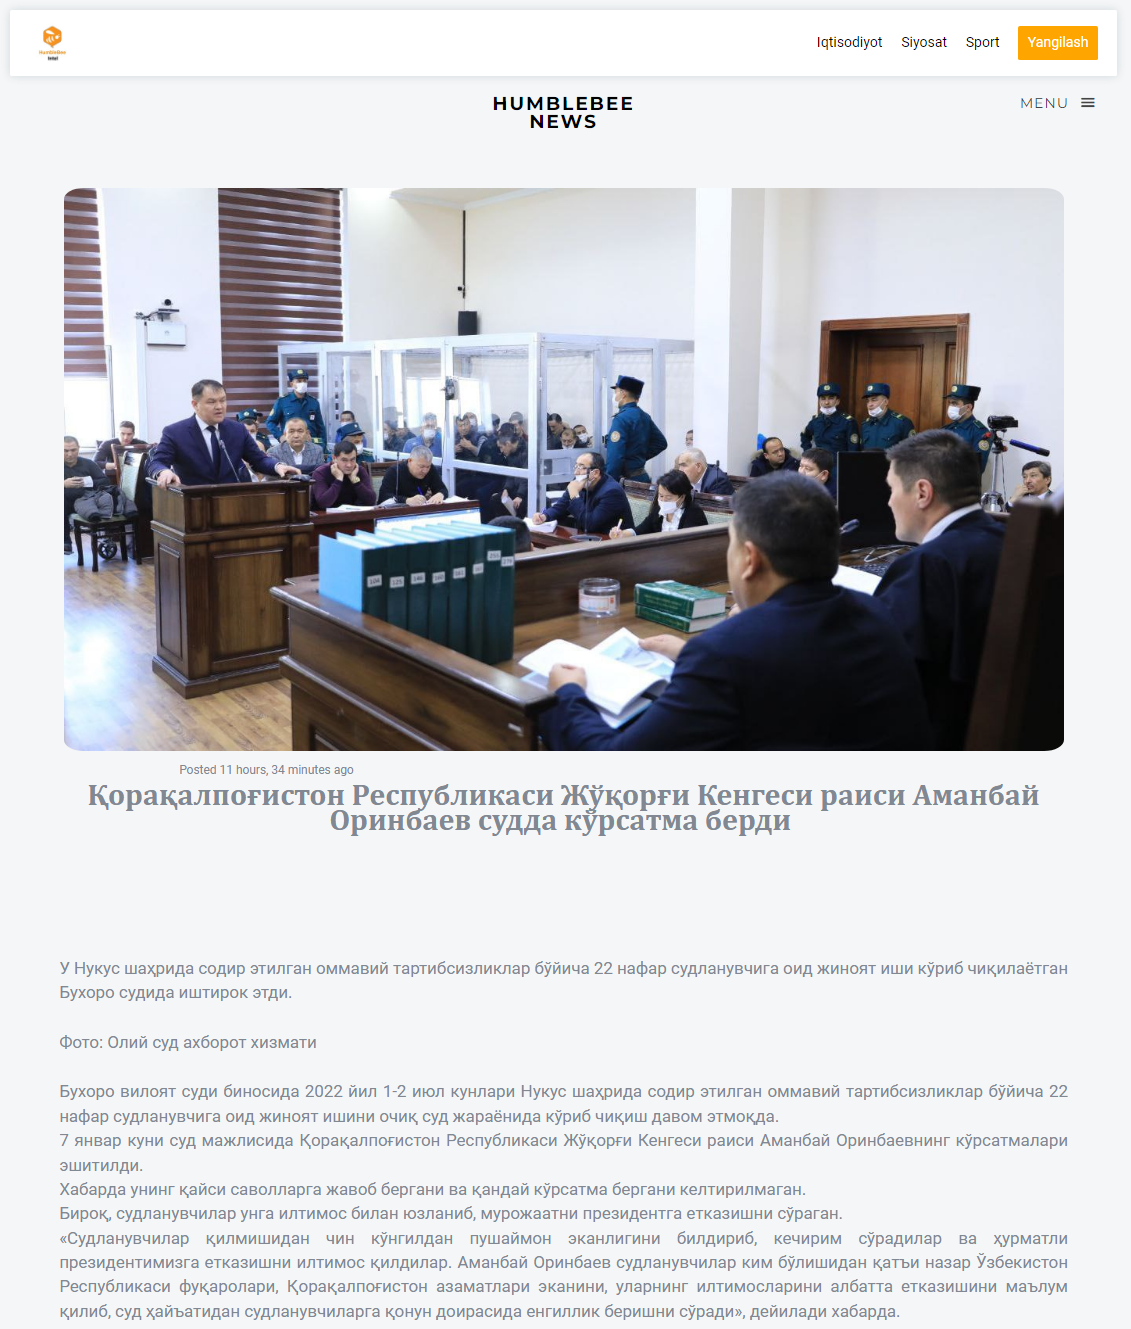 HumbleBee
Intel
Iqtisodiyot Siyosat Sport Yangilash
HUMBLEBEE
NEWS
MENU
104 125 146 160 161 251
Posted 11 hours, 34 minutes ago
Қорақалпоғистон Республикаси Жўқорғи Кенгеси раиси Аманбай
Оринбаев судда кўрсатма берди
У Нукус шаҳрида содир этилган оммавий тартибсизликлар бўйича 22 нафар судланувчига оид жиноят иши кўриб чиқилаётган
Бухоро судида иштирок этди.
Фото: Олий суд ахборот хизмати
Бухоро вилоят суди биносида 2022 йил 1-2 июл кунлари Нукус шаҳрида содир этилган оммавий тартибсизликлар бўйича 22
нафар судланувчига оид жиноят ишини очиқ суд жараёнида кўриб чиқиш давом этмоқда.
7 январ куни суд мажлисида Қорақалпоғистон Республикаси Жўқорғи Кенгеси раиси Аманбай Оринбаевнинг кўрсатмалари
эшитилди.
Хабарда унинг қайси саволларга жавоб бергани ва қандай кўрсатма бергани келтирилмаган.
Бироқ, судланувчилар унга илтимос билан юзланиб, мурожаатни президентга етказишни сўраган.
«Судланувчилар қилмишидан чин кўнгилдан пушаймон эканлигини билдириб, кечирим сўрадилар ва ҳурматли
президентимизга етказишни илтимос қилдилар. Аманбай Оринбаев судланувчилар ким бўлишидан қатъи назар Ўзбекистон
Республикаси фуқаролари, Қорақалпоғистон азаматлари эканини, уларнинг илтимосларини албатта етказишини маълум
қилиб, суд ҳайъатидан судланувчиларга қонун доирасида енгиллик беришни сўради», дейилади хабарда.